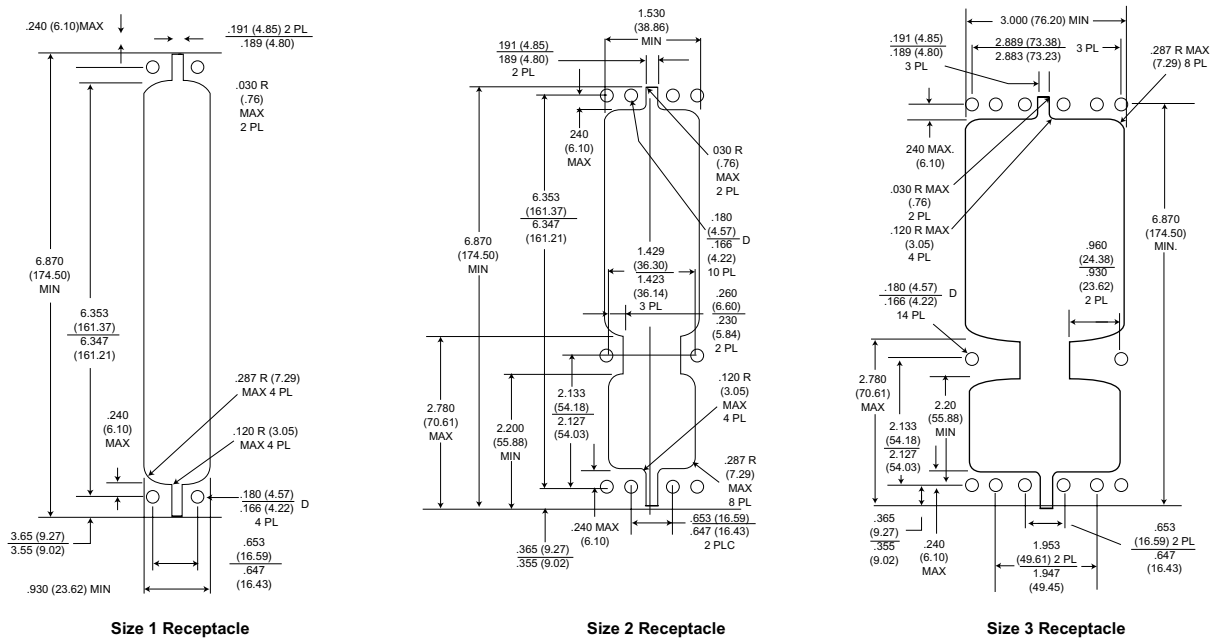 .240 (6.10)MAX
.191 (4.85) 2 PL
.189 (4.80)
.030 R
(.76)
MAX
2 PL
6.870
(174.50)
MIN
6.353
(161.37)
6.347
(161.21)
.287 R (7.29)
MAX 4 PL
.240
(6.10)
MAX
.120 R (3.05)
MAX 4 PL
.180 (4.57)
.166 (4.22) D
4 PL
3.65 (9.27)
3.55 (9.02)
.653
(16.59)
.647
(16.43)
.930 (23.62) MIN
Size 1 Receptacle
1.530
(38.86)
MIN
191 (4.85)
189 (4.80)
2 PL
240
(6.10)
MAX
030 R
(.76)
MAX
2 PL
6.353
(161.37)
6.347
(161.21)
.180
(4.57) D
.166
(4.22)
10 PL
6.870
(174.50)
MIN
1.429
(36.30)
1.423
(36.14)
3 PL
.260
(6.60)
.230
(5.84)
2 PL
.120 R
(3.05)
MAX
4 PL
2.780
(70.61)
MAX
2.200
(55.88)
MIN
2.133
(54.18)
2.127
(54.03)
.287 R
(7.29)
MAX
8 PL
.240 MAX
(6.10)
.653 (16.59)
.647 (16.43)
2 PLC
.365 (9.27)
.355 (9.02)
Size 2 Receptacle
3.000 (76.20) MIN
.191 (4.85)
.189 (4.80)
3 PL
2.889 (73.38)
2.883 (73.23)
3 PL
.287 R MAX
(7.29) 8 PL
240 MAX.
(6.10)
.030 R MAX
(.76)
2 PL
.120 R MAX
(3.05)
4 PL
6.870
(174.50)
MIN.
.960
(24.38)
.930
(23.62)
2 PL
.180 (4.57)
.166 (4.22) D
14 PL
2.780
(70.61)
MAX
2.133
(54.18)
2.127
(54.03)
2.20
(55.88)
MIN
.365
(9.27)
.355
(9.02)
.240
(6.10)
MAX
1.953
(49.61) 2 PL
1.947
(49.45)
.653
(16.59) 2 PL
.647
(16.43)
Size 3 Receptacle